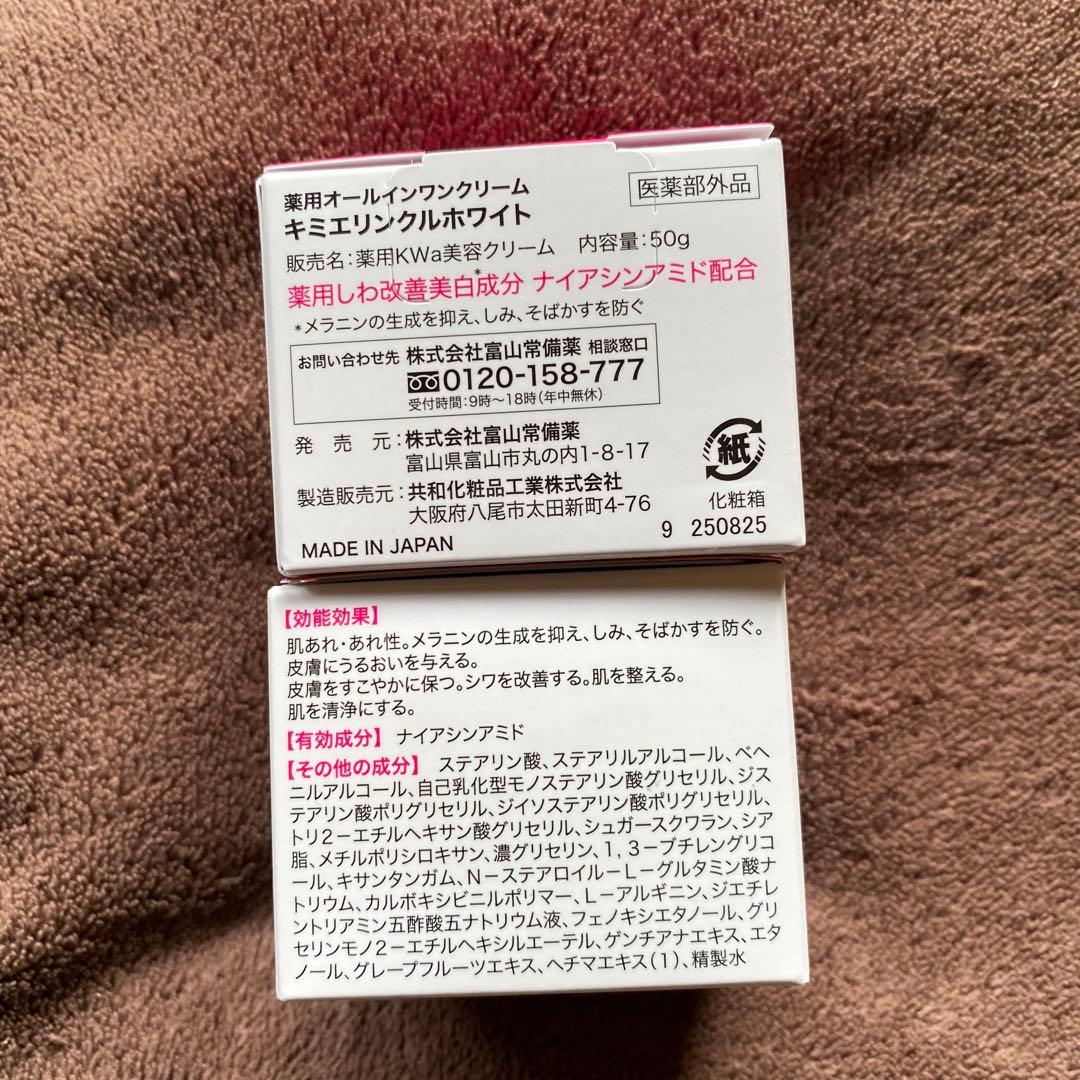 薬用オールインワンクリーム
キミエリンクルホワイト
医薬部外品
販売名:薬用KWa美容クリーム 内容量:50g
薬用しわ改善美白*成分 ナイアシンアミド配合
*メラニンの生成を抑え、しみ、そばかすを防ぐ
お問い合わせ先 株式会社富山常備薬 相談窓口
0120-158-777
受付時間:9時〜18時(年中無休)
発売元:株式会社富山常備薬
富山県富山市丸の内1-8-17
製造販売元:共和化粧品工業株式会社
大阪府八尾市太田新町4-76
紙
化粧箱
MADE IN JAPAN
9 250825
【効能効果】
肌あれ・あれ性。メラニンの生成を抑え、しみ、そばかすを防ぐ。
皮膚にうるおいを与える。
皮膚をすこやかに保つ。シワを改善する。肌を整える。
肌を清浄にする。
【有効成分】 ナイアシンアミド
【その他の成分】 ステアリン酸、ステアリルアルコール、ベヘ
ニルアルコール、自己乳化型モノステアリン酸グリセリル、ジス
テアリン酸ポリグリセリル、ジイソステアリン酸ポリグリセリル、
トリ2－エチルヘキサン酸グリセリル、シュガースクワラン、シア
脂、メチルポリシロキサン、濃グリセリン、1,3－ブチレングリコ
ール、キサンタンガム、N－ステアロイル－L－グルタミン酸ナ
トリウム、カルボキシビニルポリマー、L－アルギニン、ジエチレ
ントリアミン五酢酸五ナトリウム液、フェノキシエタノール、グリ
セリンモノ2－エチルヘキシルエーテル、ゲンチアナエキス、エタ
ノール、グレープフルーツエキス、ヘチマエキス(1)、精製水